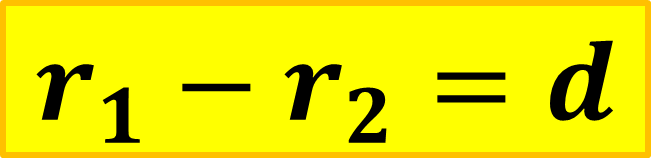 r₁ − r₂ = d